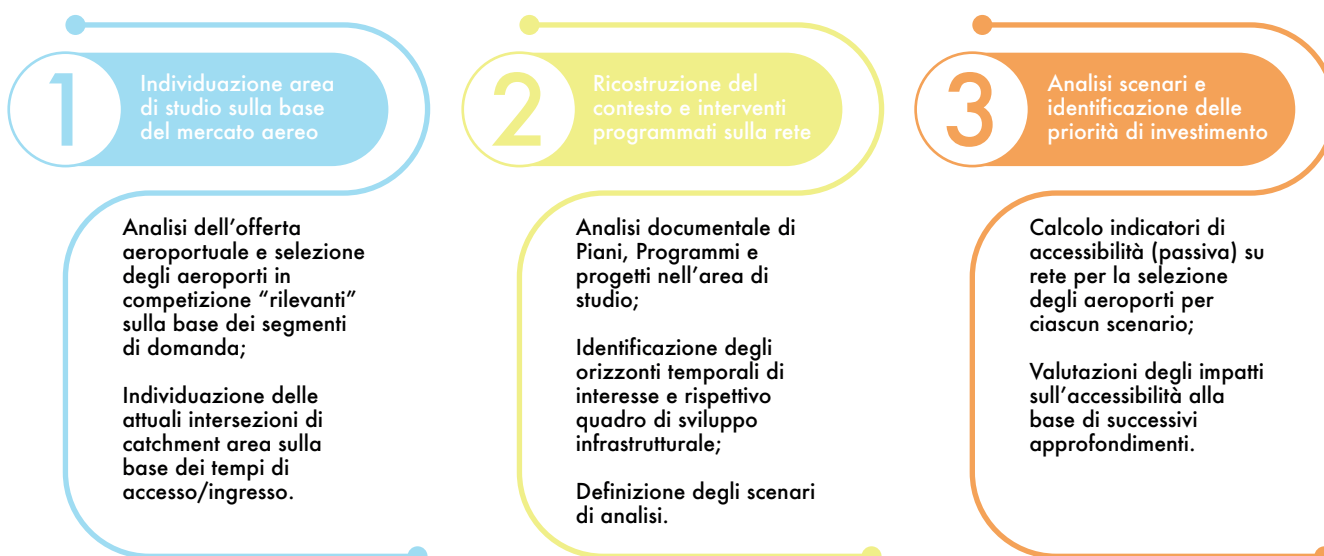 1
Individuazione area
di studio sulla base
del mercato aereo
Analisi dell’offerta
aeroportuale e selezione
degli aeroporti in
competizione “rilevanti”
sulla base dei segmenti
di domanda;
Individuazione delle
attuali intersezioni di
catchment area sulla
base dei tempi di
accesso/ingresso.
2
Ricostruzione del
contesto e interventi
programmati sulla rete
Analisi documentale di
Piani, Programmi e
progetti nell’area di
studio;
Identificazione degli
orizzonti temporali di
interesse e rispettivo
quadro di sviluppo
infrastrutturale;
Definizione degli scenari
di analisi.
3
Analisi scenari e
identificazione delle
priorità di investimento
Calcolo indicatori di
accessibilità (passiva) su
rete per la selezione
degli aeroporti per
ciascun scenario;
Valutazioni degli impatti
sull’accessibilità alla
base di successivi
approfondimenti.